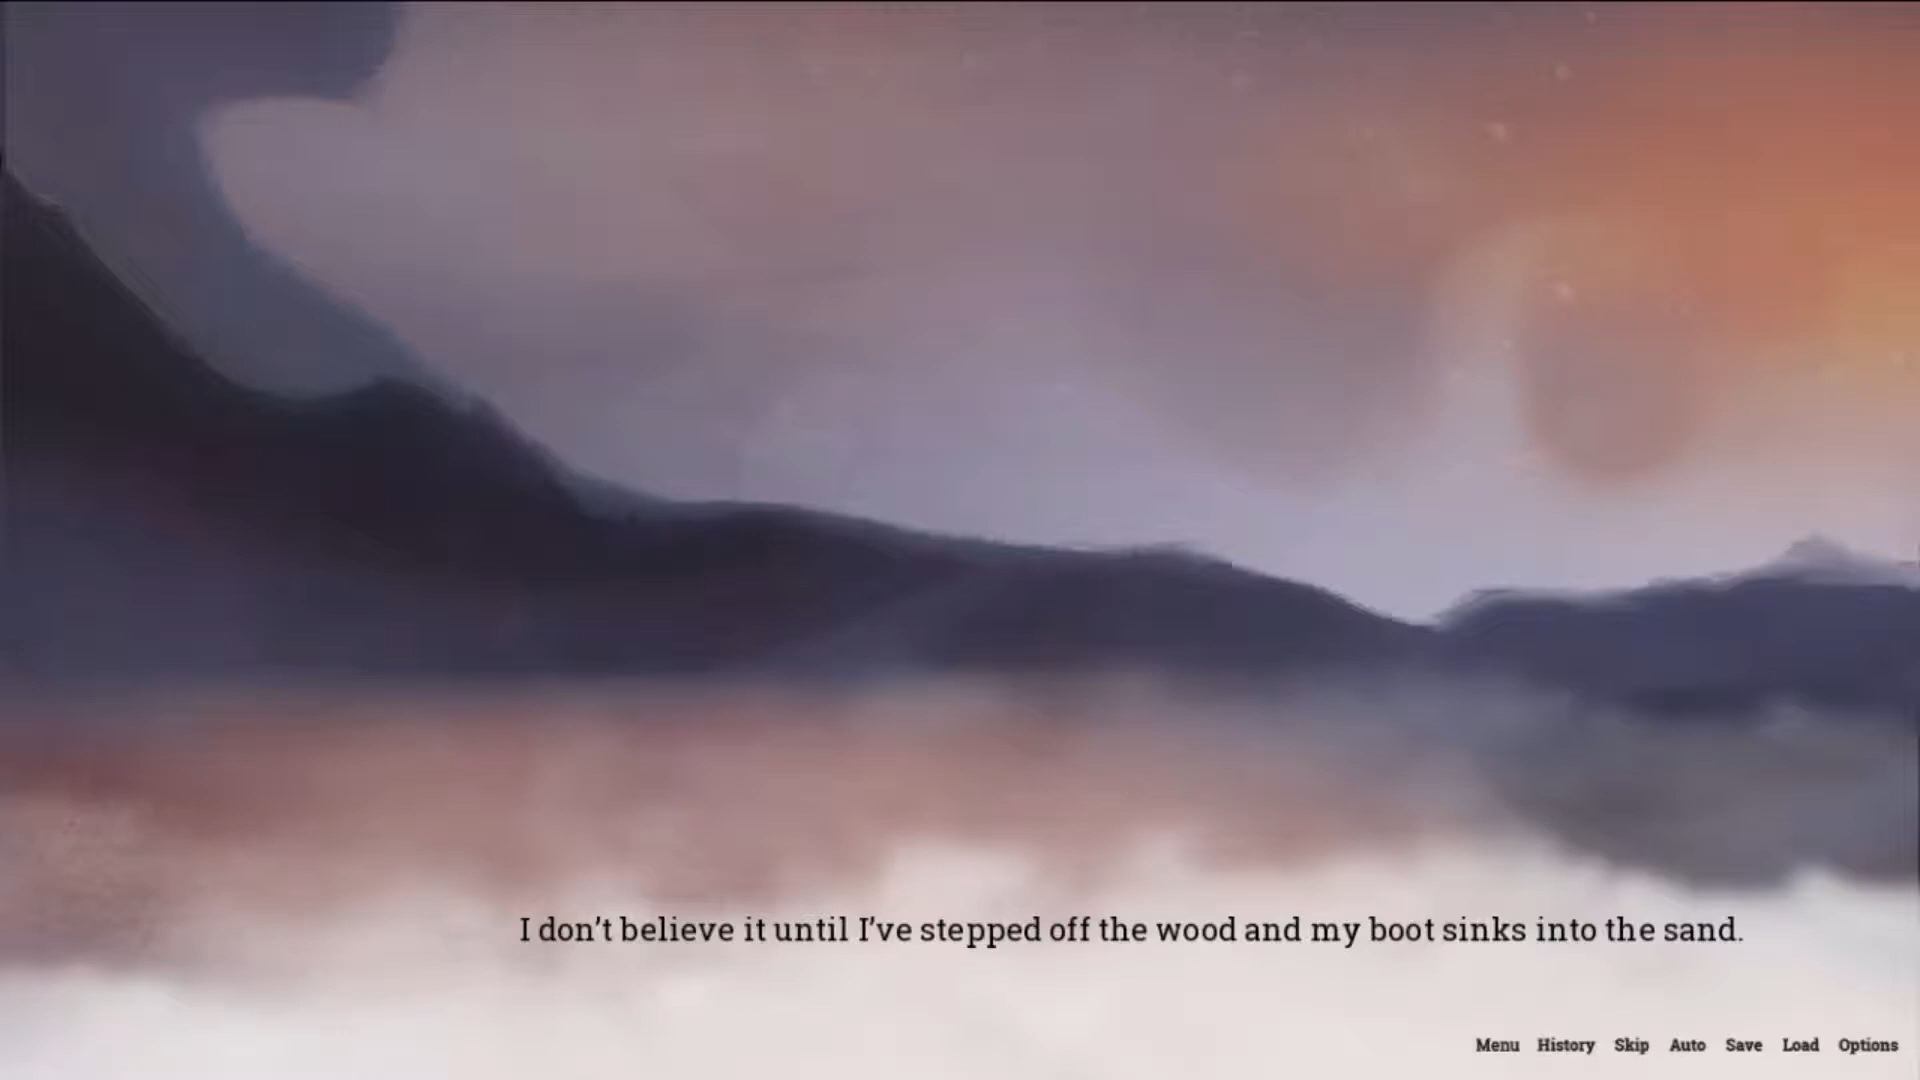 I don’t believe it until I’ve stepped off the wood and my boot sinks into the sand.
Menu History Skip Auto Save Load Options